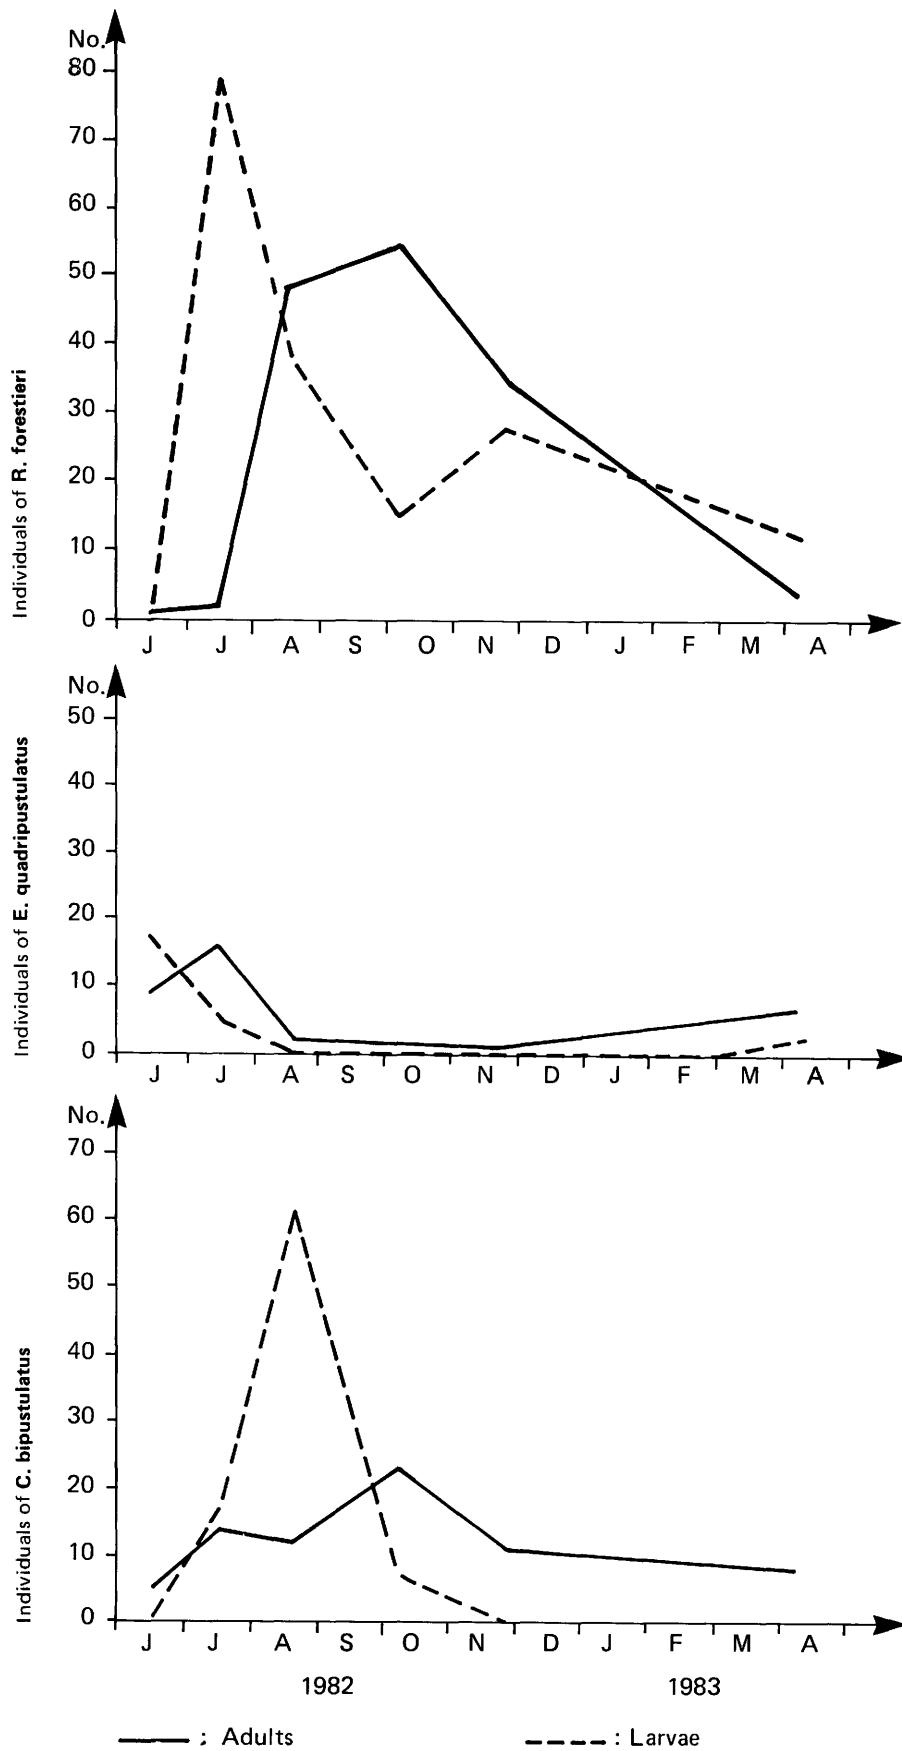 No.
80
70
60
50
40
30
20
10
0
Individuals of R. forestieri
J J A S O N D J F M A
No.
50
40
30
20
10
0
Individuals of E. quadripustulatus
J J A S O N D J F M A
No.
70
60
50
40
30
20
10
0
Individuals of C. bipustulatus
J J A S O N D J F M A
1982 1983
: Adults : Larvae